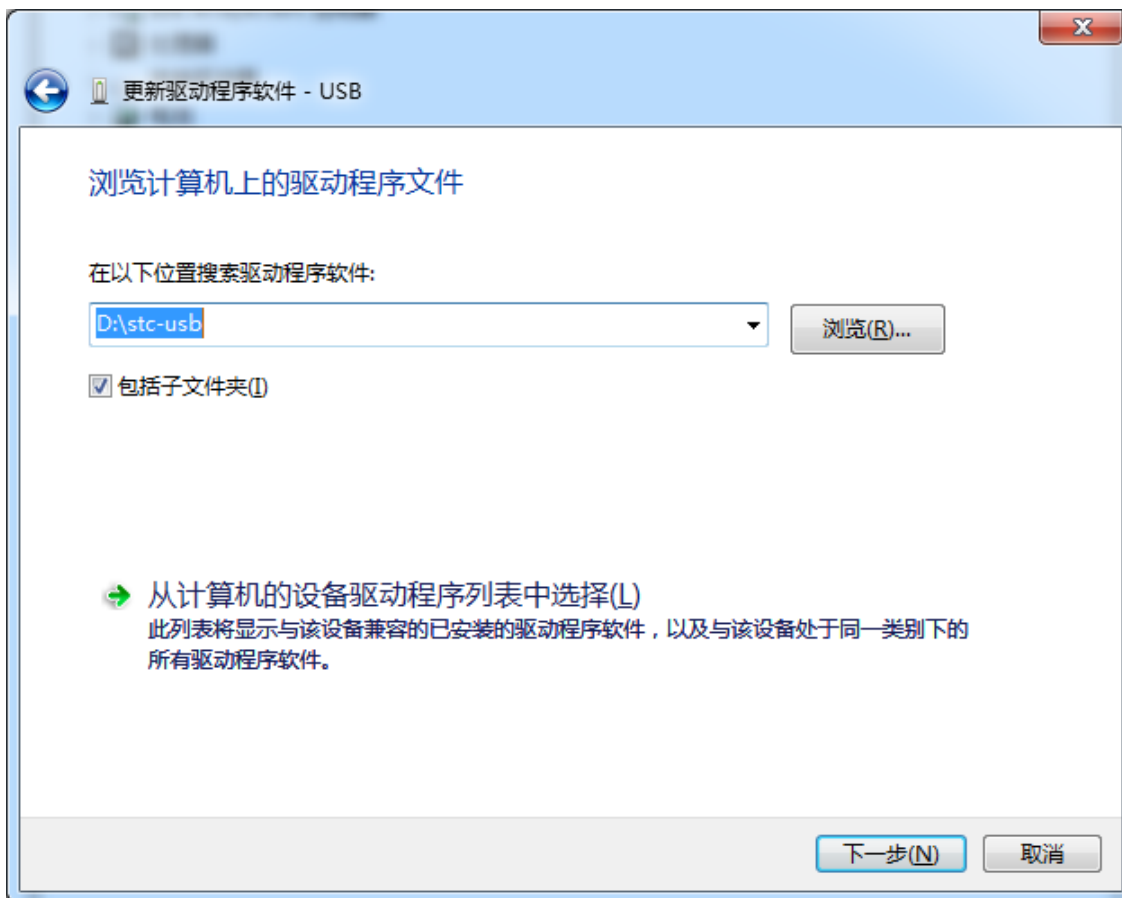 更新驱动程序软件 - USB
浏览计算机上的驱动程序文件
在以下位置搜索驱动程序软件:
D:\stc-usb
浏览(R)...
包括子文件夹(I)
从计算机的设备驱动程序列表中选择(L)
此列表将显示与该设备兼容的已安装的驱动程序软件，以及与该设备处于同一类别下的
所有驱动程序软件。
下一步(N)
取消